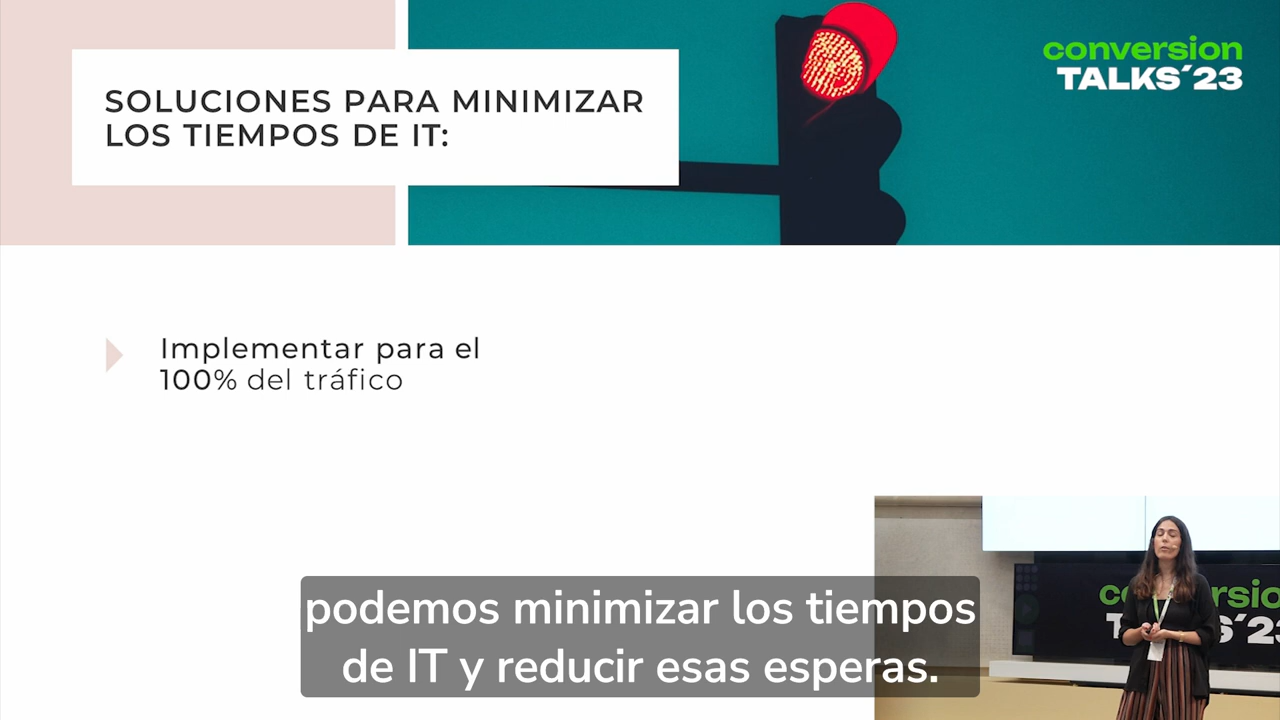 conversion
TALKS´23
SOLUCIONES PARA MINIMIZAR
LOS TIEMPOS DE IT:
Implementar para el
100% del tráfico
podemos minimizar los tiempos
de IT y reducir esas esperas.